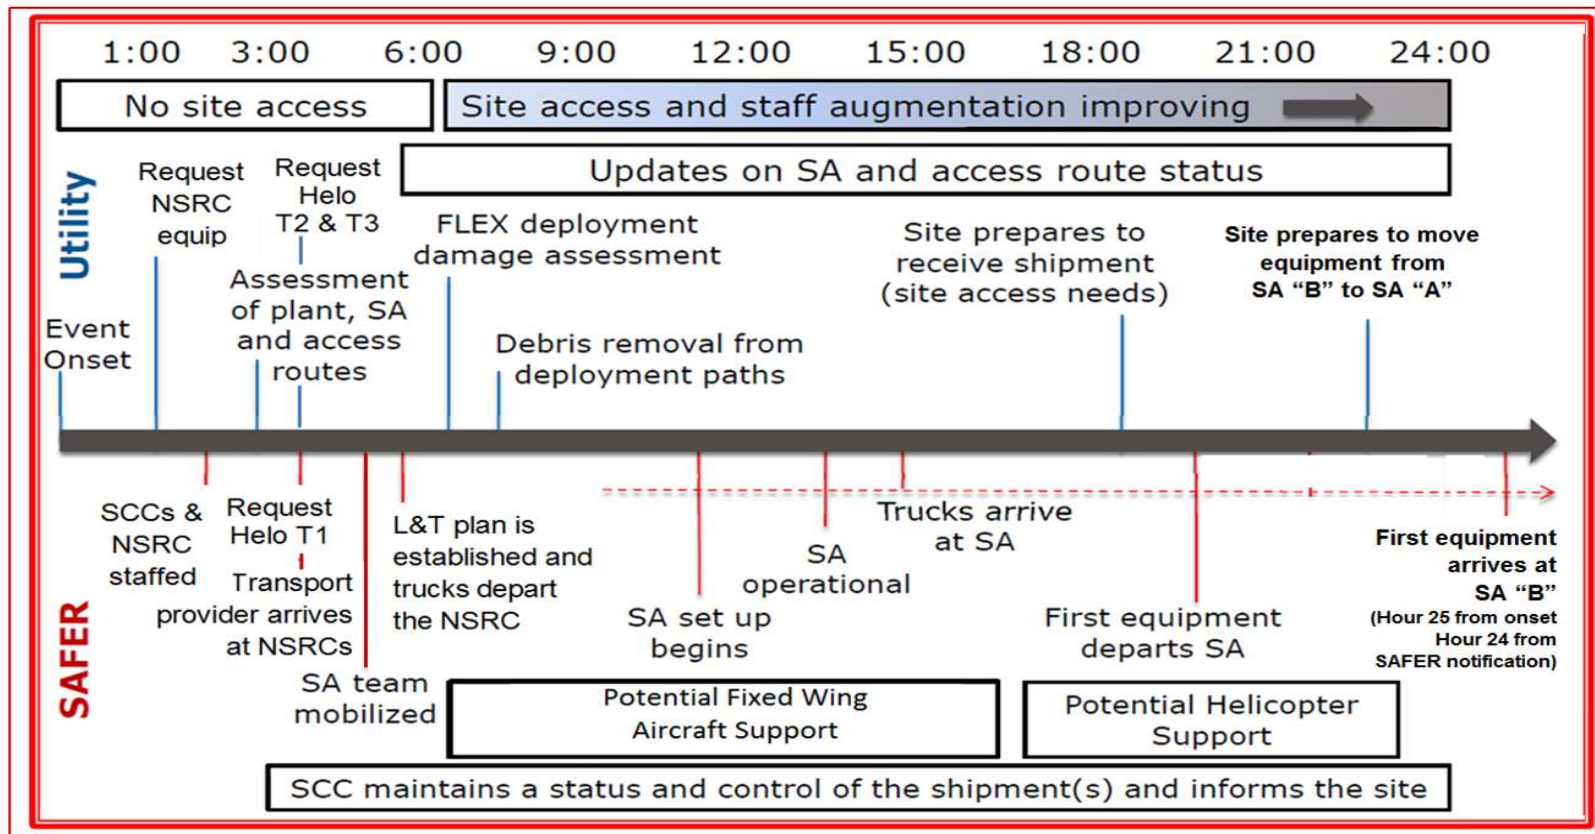 1:00 3:00 6:00 9:00 12:00 15:00 18:00 21:00 24:00
No site access
Site access and staff augmentation improving
Updates on SA and access route status
Utility
Event
Onset
Request
NSRC
equip
Request
Helo
T2 & T3
Assessment
of plant, SA
and access
routes
FLEX deployment
damage assessment
Debris removal from
deployment paths
Site prepares to
receive shipment
(site access needs)
Site prepares to move
equipment from
SA “B” to SA “A”
SAFER
SCCs &
NSRC
staffed
Request
Helo T1
Transport
provider arrives
at NSRCs
SA team
mobilized
L&T plan is
established and
trucks depart
the NSRC
SA set up
begins
SA
operational
Trucks arrive
at SA
First equipment
departs SA
First equipment
arrives at
SA “B”
(Hour 25 from onset
Hour 24 from
SAFER notification)
Potential Fixed Wing
Aircraft Support
Potential Helicopter
Support
SCC maintains a status and control of the shipment(s) and informs the site